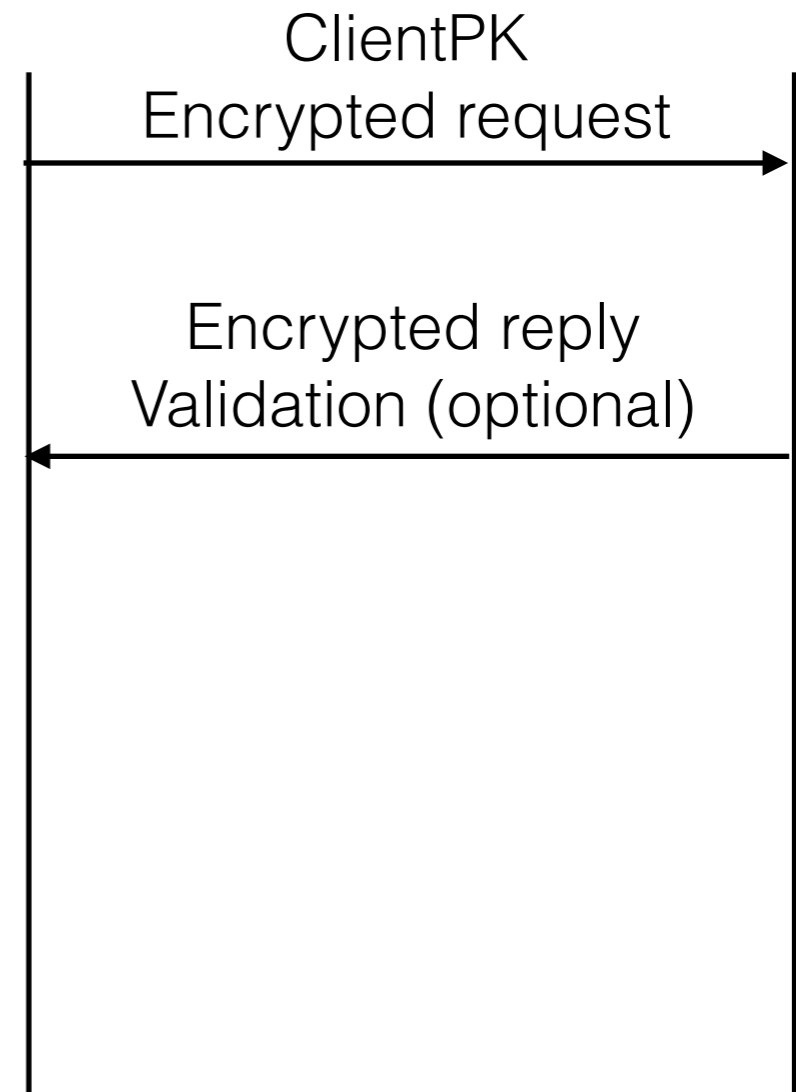 ClientPK
Encrypted request
Encrypted reply
Validation (optional)